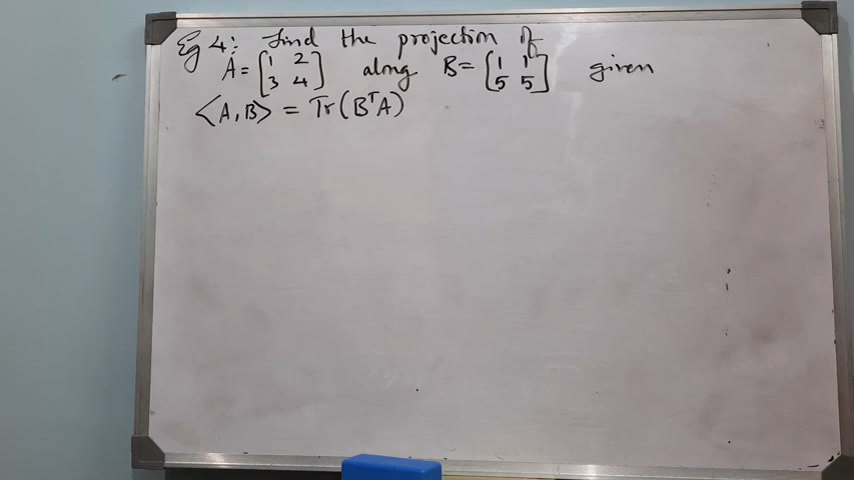 Eg 4: Find the projection of
A = [1 2 3 4] along B = [1 1 5 5] given
<A, B> = Tr(BᵀA)